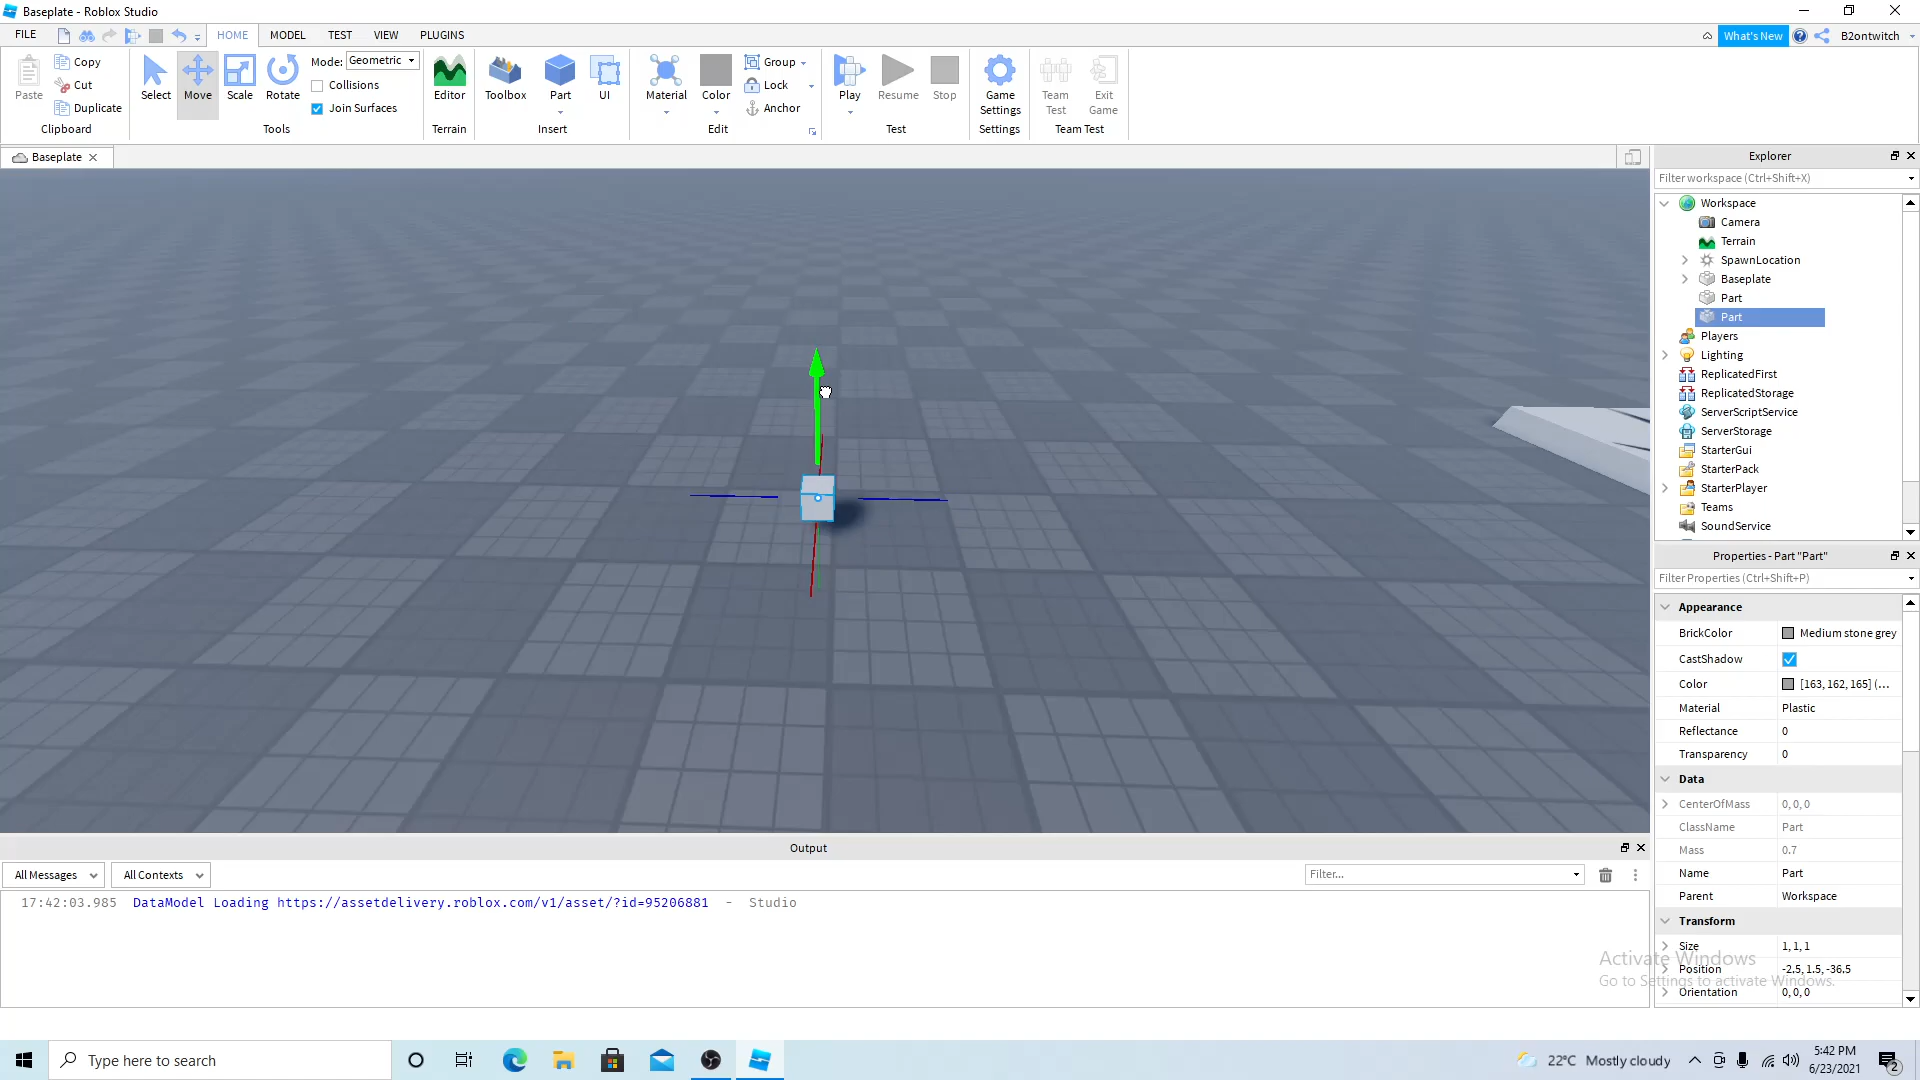 Baseplate - Roblox Studio
FILE HOME MODEL TEST VIEW PLUGINS What's New B2ontwitch
Paste Copy Cut Duplicate Clipboard
Select Move Scale Rotate Mode: Geometric Collisions Join Surfaces Tools
Editor Terrain
Toolbox Part UI Insert
Material Color Group Lock Anchor Edit
Play Resume Stop Test
Game Settings Settings
Team Test Exit Game Team Test
Baseplate
Explorer
Filter workspace (Ctrl+Shift+X)
Workspace
Camera
Terrain
SpawnLocation
Baseplate
Part
Part
Players
Lighting
ReplicatedFirst
ReplicatedStorage
ServerScriptService
ServerStorage
StarterGui
StarterPack
StarterPlayer
Teams
SoundService
Properties - Part "Part"
Filter Properties (Ctrl+Shift+P)
Appearance
BrickColor Medium stone grey
CastShadow
Color [163, 162, 165] (...
Material Plastic
Reflectance 0
Transparency 0
Data
CenterOfMass 0, 0, 0
ClassName Part
Mass 0.7
Name Part
Parent Workspace
Transform
Size 1, 1, 1
Position -2.5, 1.5, -36.5
Orientation 0, 0, 0
Activate Windows
Go to Settings to activate Windows.
Output
All Messages All Contexts Filter...
17:42:03.985 DataModel Loading https://assetdelivery.roblox.com/v1/asset/?id=95206881 - Studio
Type here to search
22°C Mostly cloudy
5:42 PM
6/23/2021
2